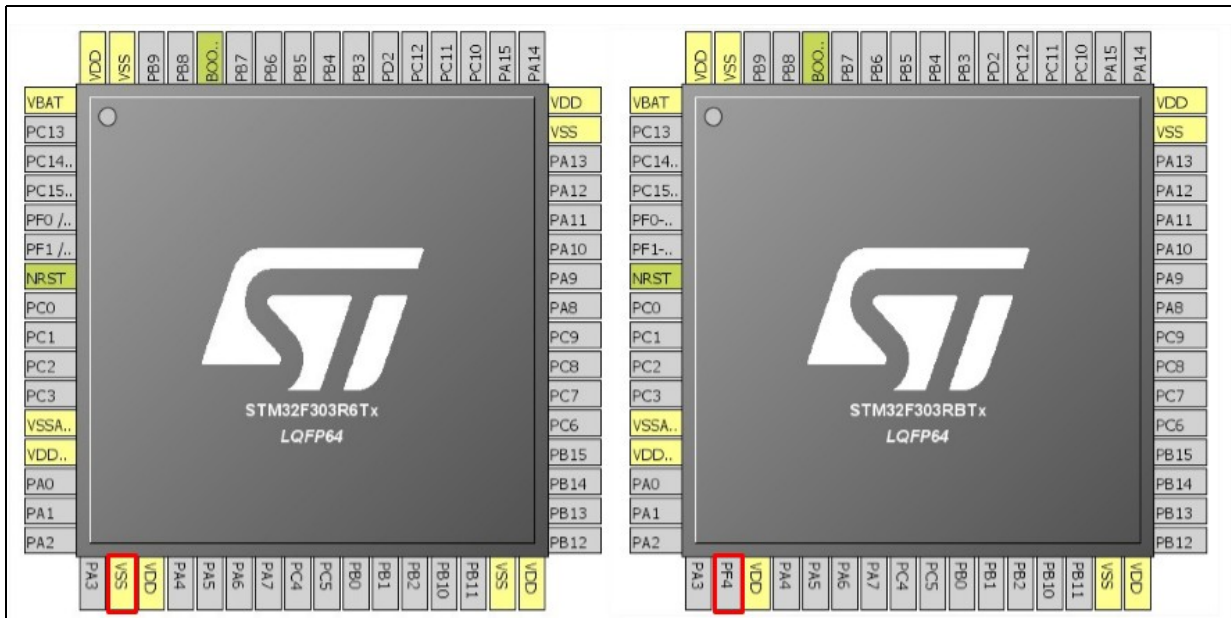 VDD VSS PB9 PB8 BOO.. PB7 PB6 PB5 PB4 PB3 PD2 PC12 PC11 PC10 PA15 PA14
VBAT
PC13
PC14..
PC15..
PF0 /..
PF1 /..
NRST
PC0
PC1
PC2
PC3
VSSA..
VDD..
PA0
PA1
PA2
ST
STM32F303R6Tx
LQFP64
VDD
VSS
PA13
PA12
PA11
PA10
PA9
PA8
PC9
PC8
PC7
PC6
PB15
PB14
PB13
PB12
PA3 VSS VDD PA4 PA5 PA6 PA7 PC4 PC5 PB0 PB1 PB2 PB10 PB11 VSS VDD
VDD VSS PB9 PB8 BOO.. PB7 PB6 PB5 PB4 PB3 PD2 PC12 PC11 PC10 PA15 PA14
VBAT
PC13
PC14..
PC15..
PF0-..
PF1-..
NRST
PC0
PC1
PC2
PC3
VSSA..
VDD..
PA0
PA1
PA2
ST
STM32F303RBTx
LQFP64
VDD
VSS
PA13
PA12
PA11
PA10
PA9
PA8
PC9
PC8
PC7
PC6
PB15
PB14
PB13
PB12
PA3 PF4 VDD PA4 PA5 PA6 PA7 PC4 PC5 PB0 PB1 PB2 PB10 PB11 VSS VDD